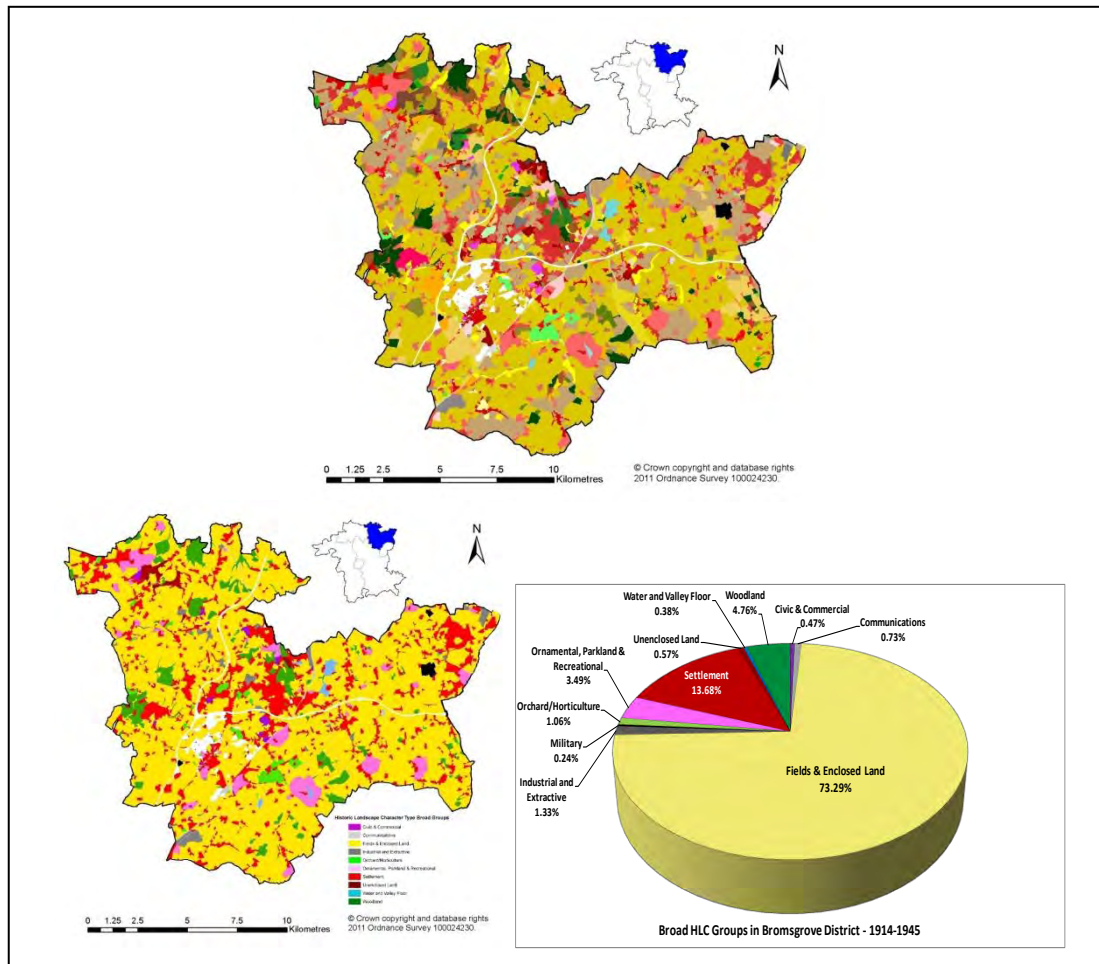 N
0 1.25 2.5 5 7.5 10
Kilometres
© Crown copyright and database rights
2011 Ordnance Survey 100024230.
N
Historic Landscape Character Type Broad Groups
Civic & Commercial
Communications
Fields & Enclosed Land
Industrial and Extractive
Orchard/Horticulture
Ornamental, Parkland & Recreational
Settlement
Unenclosed Land
Water and Valley Floor
Woodland
0 1.25 2.5 5 7.5 10
Kilometres
© Crown copyright and database rights
2011 Ordnance Survey 100024230.
Water and Valley Floor
0.38%
Woodland
4.76%
Civic & Commercial
0.47%
Communications
0.73%
Unenclosed Land
0.57%
Ornamental, Parkland &
Recreational
3.49%
Settlement
13.68%
Orchard/Horticulture
1.06%
Military
0.24%
Industrial and
Extractive
1.33%
Fields & Enclosed Land
73.29%
Broad HLC Groups in Bromsgrove District - 1914-1945